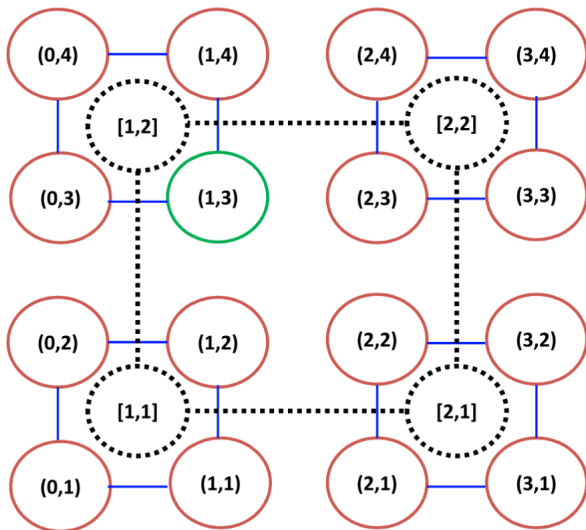 (0,4) (1,4) (2,4) (3,4)
[1,2] [2,2]
(0,3) (1,3) (2,3) (3,3)
(0,2) (1,2) (2,2) (3,2)
[1,1] [2,1]
(0,1) (1,1) (2,1) (3,1)